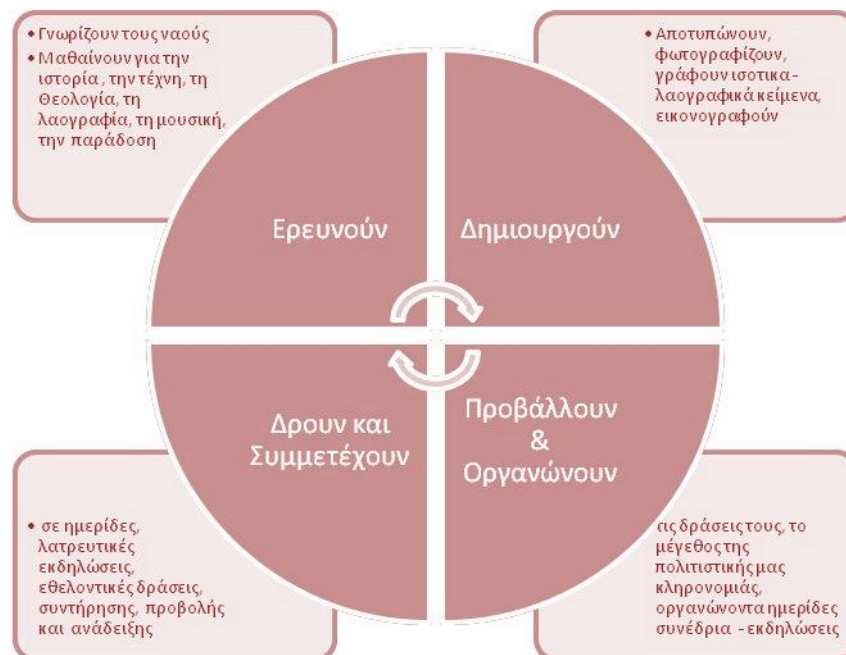 • Γνωρίζουν τους ναούς
• Μαθαίνουν για την
ιστορία, την τέχνη, τη
Θεολογία, τη
λαογραφία, τη μουσική,
την παράδοση
• Αποτυπώνουν,
φωτογραφίζουν,
γράφουν ισοτικα-
λαογραφικά κείμενα,
εικονογραφούν
Ερευνούν
Δημιουργούν
Δρουν και
Συμμετέχουν
Προβάλλουν
&
Οργανώνουν
• σε ημερίδες,
λατρευτικές
εκδηλώσεις,
εθελοντικές δράσεις,
συντήρησης, προβολής
και ανάδειξης
τις δράσεις τους, το
μέγεθος της
πολιτιστικής μας
κληρονομιάς,
οργανώνοντα ημερίδες
συνέδρια - εκδηλώσεις